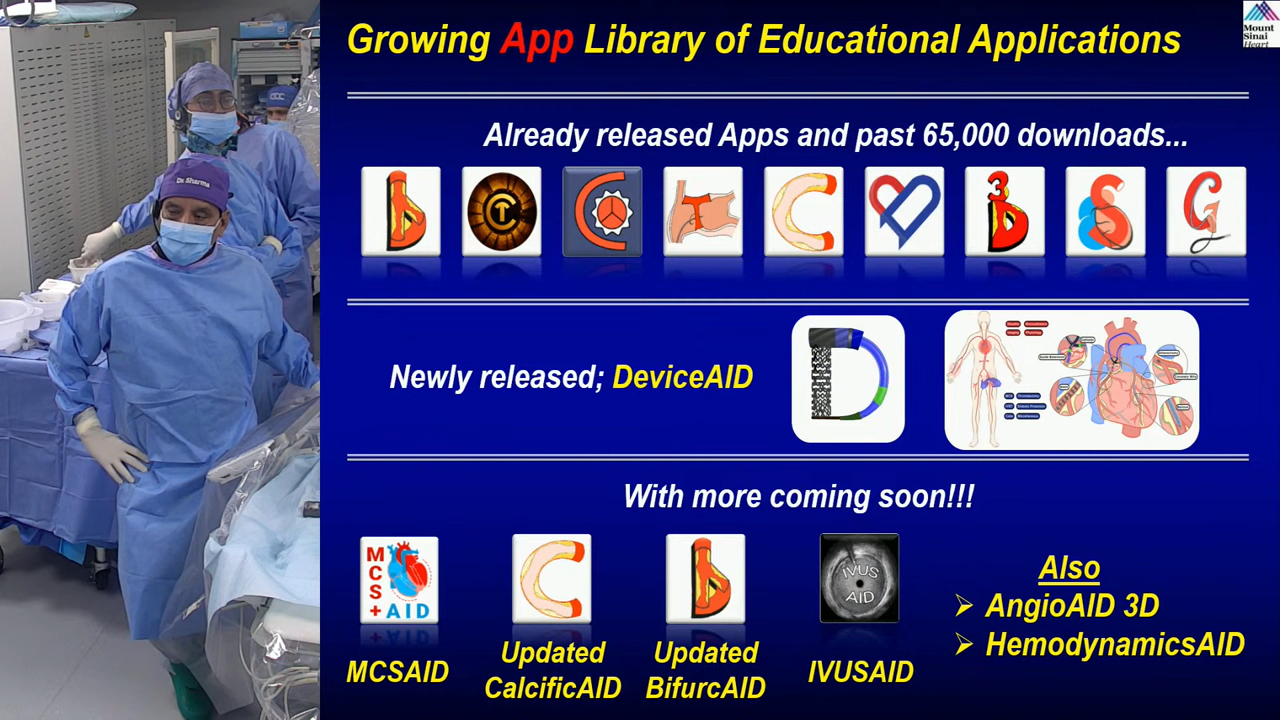 Growing App Library of Educational Applications
Mount
Sinai
Heart
Already released Apps and past 65,000 downloads...
Dr. Sharma
Newly released; DeviceAID
With more coming soon!!!
M
C
S
+ AID
IVUS
AID
MCSAID
Updated
CalcificAID
Updated
BifurcAID
IVUSAID
Also
➢ AngioAID 3D
➢ HemodynamicsAID